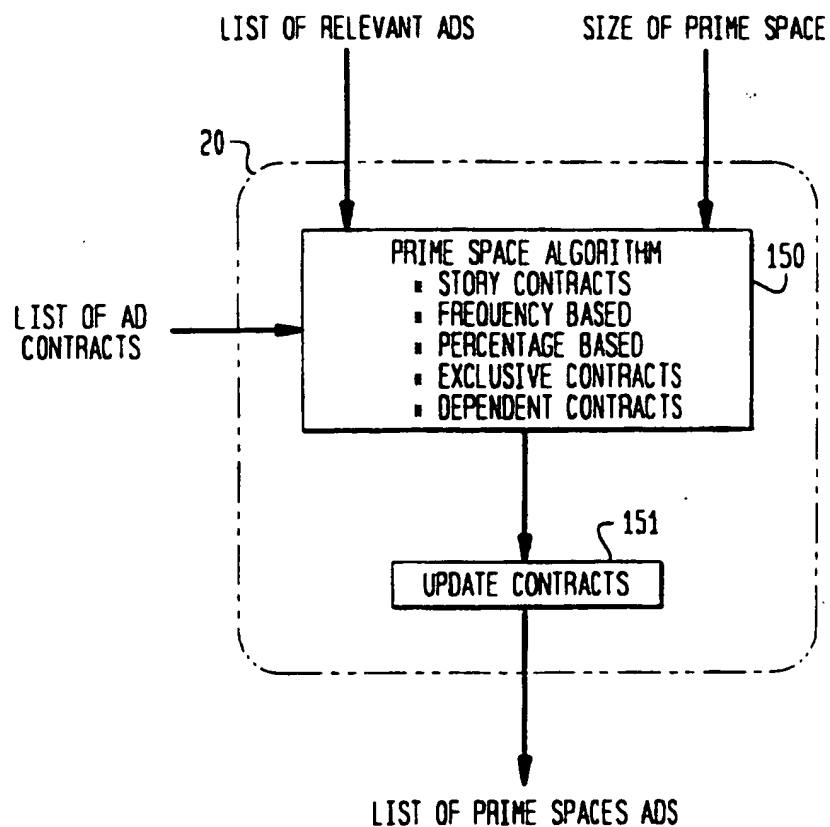 LIST OF RELEVANT ADS
SIZE OF PRIME SPACE
20
PRIME SPACE ALGORITHM
▪ STORY CONTRACTS
▪ FREQUENCY BASED
▪ PERCENTAGE BASED
▪ EXCLUSIVE CONTRACTS
▪ DEPENDENT CONTRACTS
150
LIST OF AD
CONTRACTS
151
UPDATE CONTRACTS
LIST OF PRIME SPACES ADS